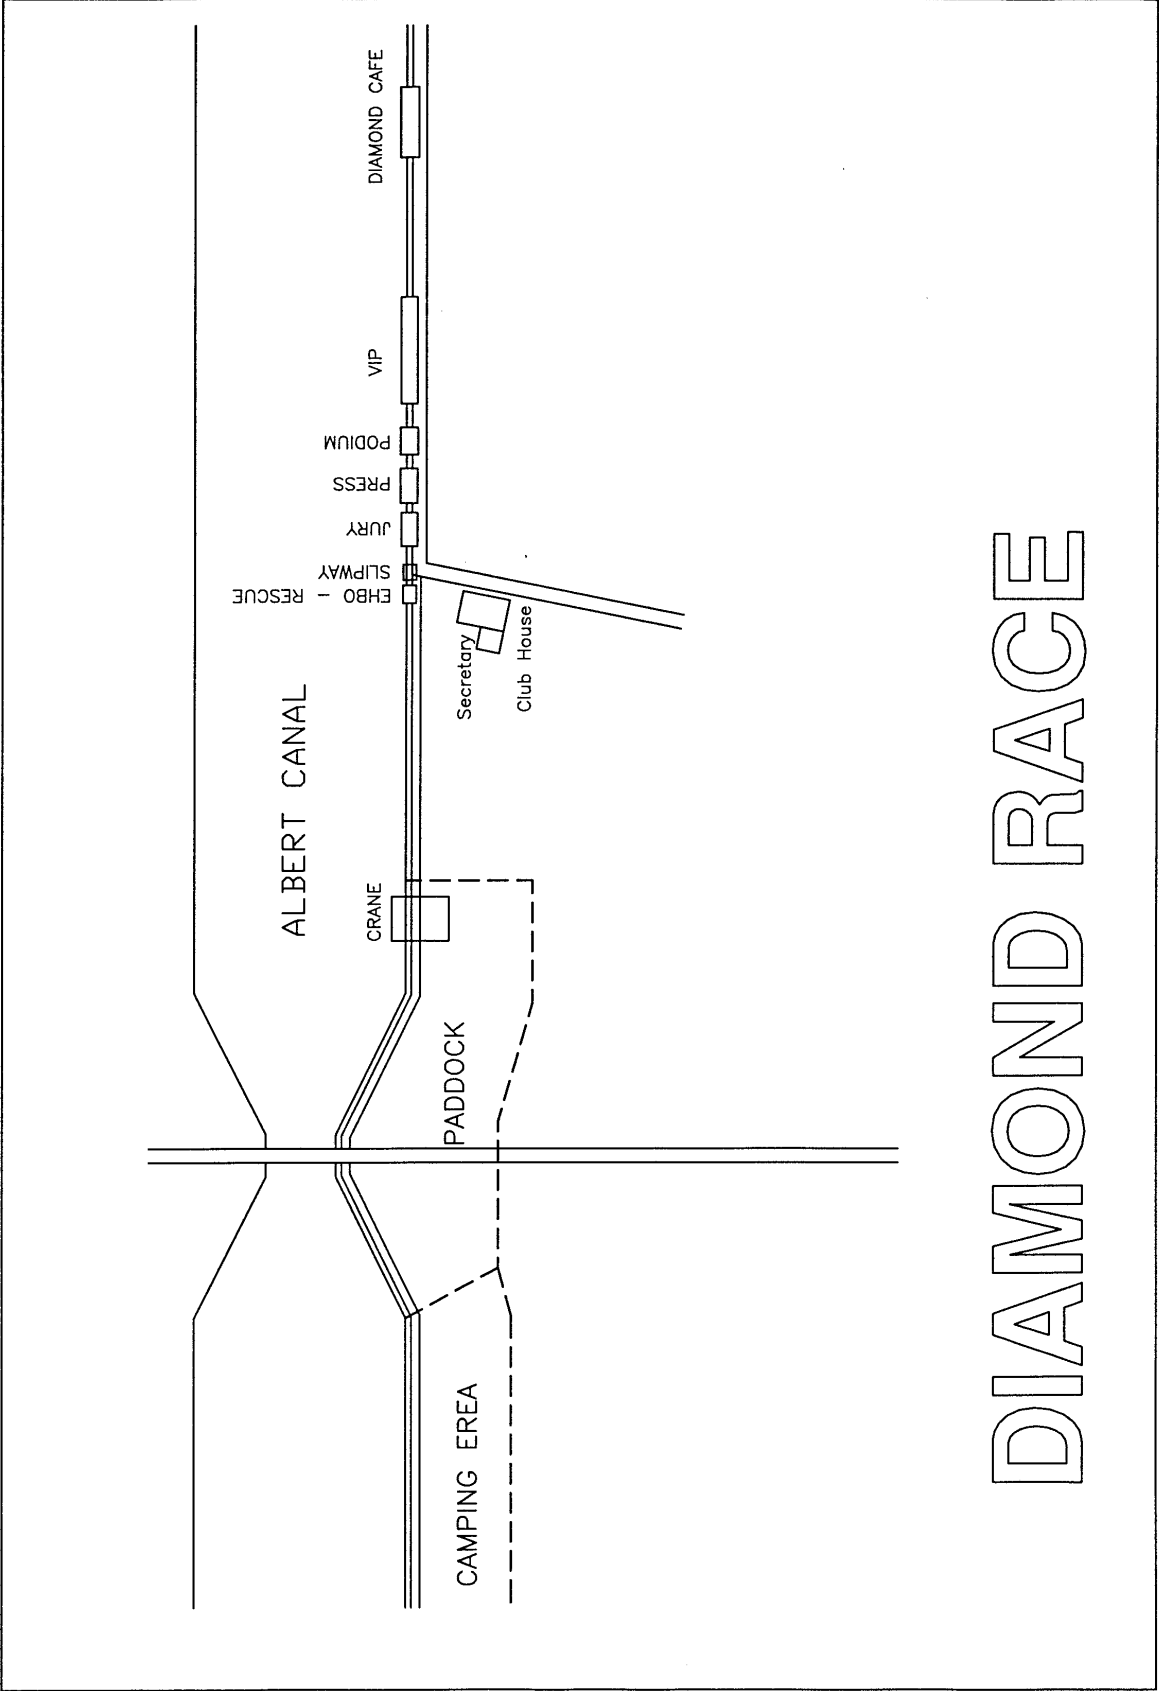 ALBERT CANAL
EHBO - RESCUE
SLIPWAY
JURY
PRESS
PODIUM
VIP
DIAMOND CAFE
CRANE
CAMPING EREA
PADDOCK
Secretary
Club House
DIAMOND RACE